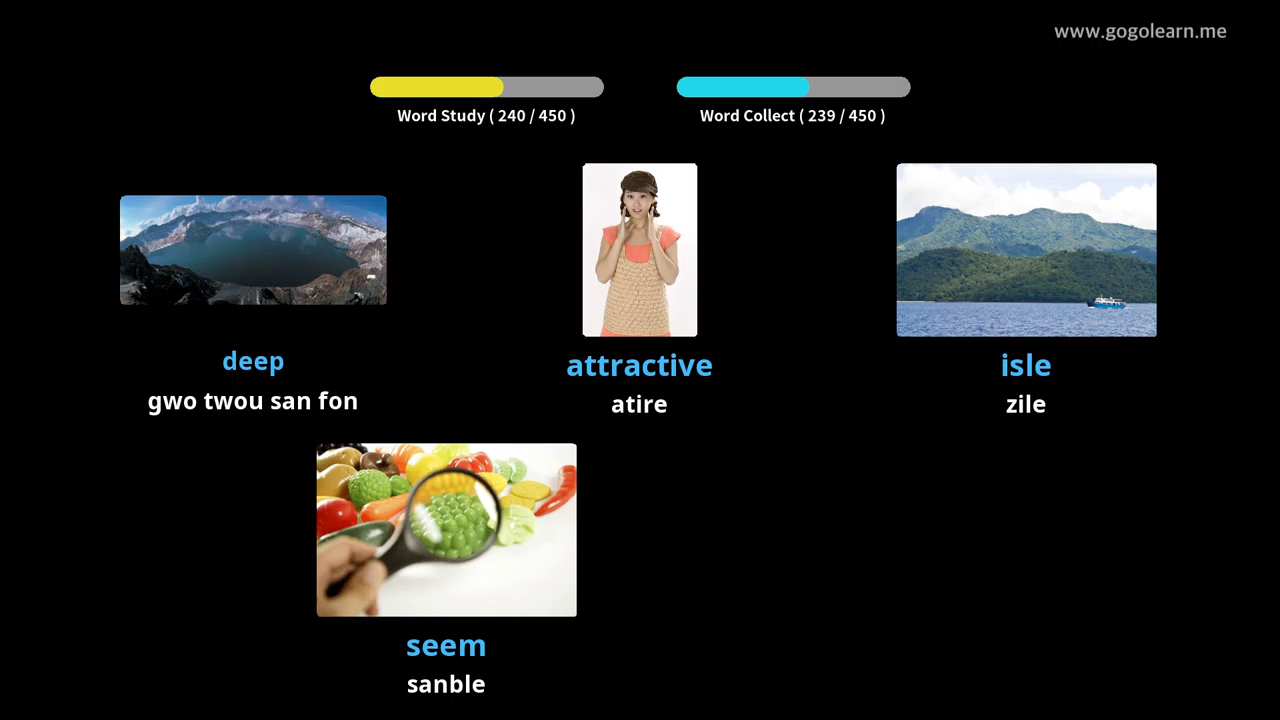 www.gogolearn.me
Word Study ( 240 / 450 )
Word Collect ( 239 / 450 )
deep
gwo twou san fon
attractive
atire
isle
zile
seem
sanble